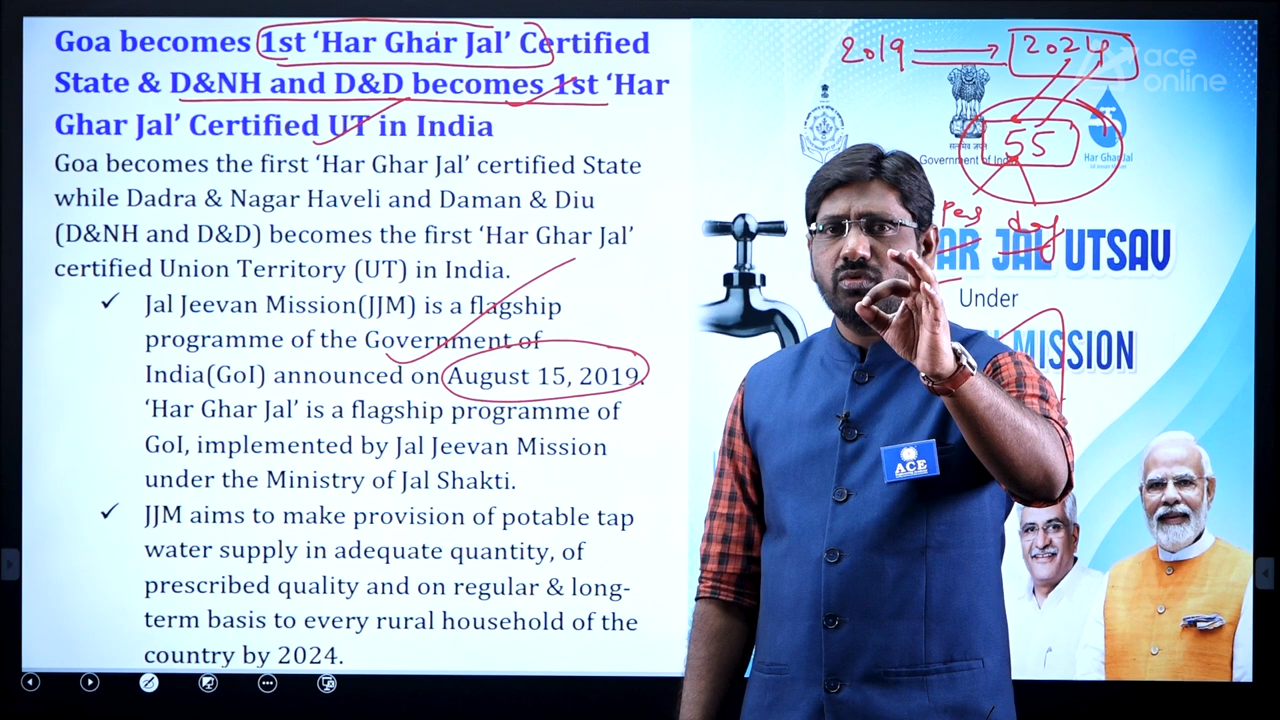 Goa becomes 1st ‘Har Ghar Jal’ Certified
State & D&NH and D&D becomes 1st ‘Har
Ghar Jal’ Certified UT in India
Goa becomes the first ‘Har Ghar Jal’ certified State
while Dadra & Nagar Haveli and Daman & Diu
(D&NH and D&D) becomes the first ‘Har Ghar Jal’
certified Union Territory (UT) in India.
✓ Jal Jeevan Mission(JJM) is a flagship
programme of the Government of
India(GoI) announced on August 15, 2019.
‘Har Ghar Jal’ is a flagship programme of
GoI, implemented by Jal Jeevan Mission
under the Ministry of Jal Shakti.
✓ JJM aims to make provision of potable tap
water supply in adequate quantity, of
prescribed quality and on regular & long-
term basis to every rural household of the
country by 2024.
2019 → 2024
ace
online
55
सत्यमेव जयते
Government of Ind
Har Ghar Jal
per day
AR JAL UTSAV
Under
MISSION
ACE